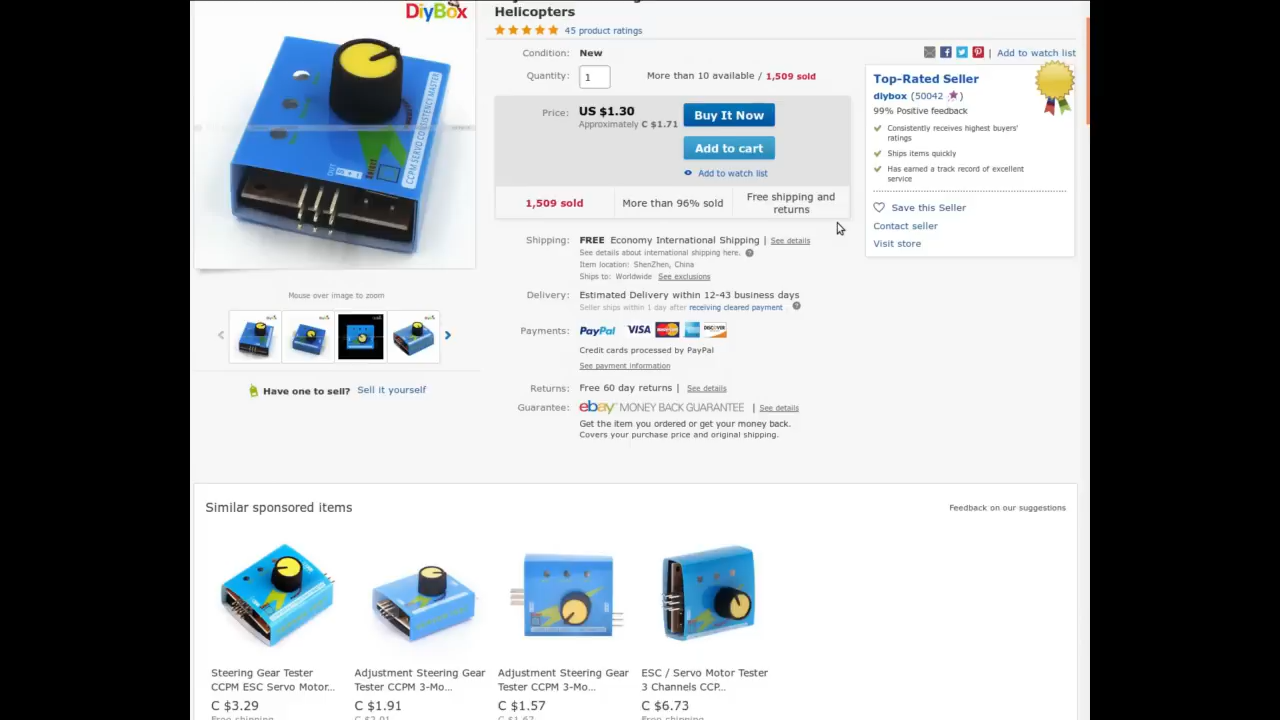 DiyBox
Helicopters
45 product ratings
Condition: New
Quantity: 1 More than 10 available / 1,509 sold
Price: US $1.30 Buy It Now
Approximately C $1.71
Add to cart
Add to watch list
1,509 sold More than 96% sold Free shipping and
returns
| Add to watch list
Top-Rated Seller
diybox (50042 )
99% Positive feedback
Consistently receives highest buyers'
ratings
Ships items quickly
Has earned a track record of excellent
service
Save this Seller
Contact seller
Visit store
CCPM SERVO CONSISTENCY MASTER
Mouse over image to zoom
Have one to sell? Sell it yourself
Shipping: FREE Economy International Shipping | See details
See details about international shipping here. ?
Item location: ShenZhen, China
Ships to: Worldwide See exclusions
Delivery: Estimated Delivery within 12-43 business days
Seller ships within 1 day after receiving cleared payment ?
Payments: PayPal VISA MasterCard DISCOVER
Credit cards processed by PayPal
See payment information
Returns: Free 60 day returns | See details
Guarantee: ebay MONEY BACK GUARANTEE | See details
Get the item you ordered or get your money back.
Covers your purchase price and original shipping.
Similar sponsored items
Feedback on our suggestions
Steering Gear Tester
CCPM ESC Servo Motor...
C $3.29
Free shipping
Adjustment Steering Gear
Tester CCPM 3-Mo...
C $1.91
C $2.01
Adjustment Steering Gear
Tester CCPM 3-Mo...
C $1.57
C $1.67
ESC / Servo Motor Tester
3 Channels CCP...
C $6.73
Free shipping